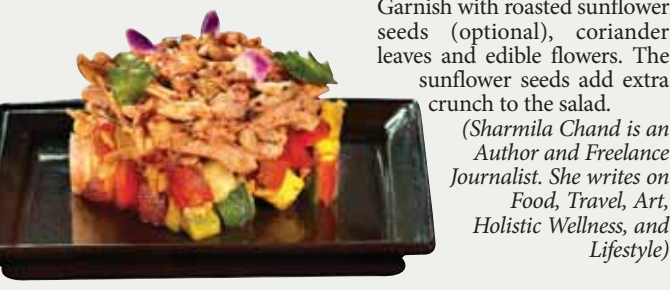 Garnish with roasted sunflower
seeds (optional), coriander
leaves and edible flowers. The
sunflower seeds add extra
crunch to the salad.
(Sharmila Chand is an
Author and Freelance
Journalist. She writes on
Food, Travel, Art,
Holistic Wellness, and
Lifestyle)